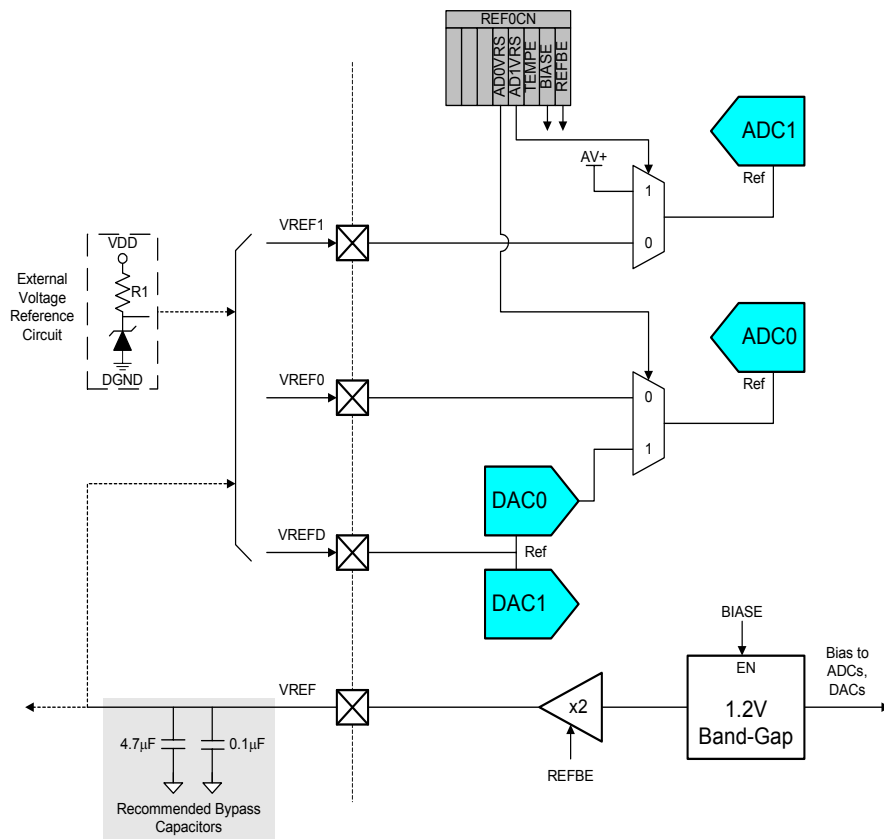 REF0CN
AD0VRS
AD1VRS
TEMPE
BIASE
REFBE
ADC1
Ref
AV+
1
0
VREF1
VDD
R1
DGND
External
Voltage
Reference
Circuit
ADC0
Ref
VREF0
0
1
DAC0
VREFD
Ref
DAC1
BIASE
EN
1.2V
Band-Gap
Bias to
ADCs,
DACs
VREF
x2
REFBE
4.7μF
0.1μF
Recommended Bypass
Capacitors